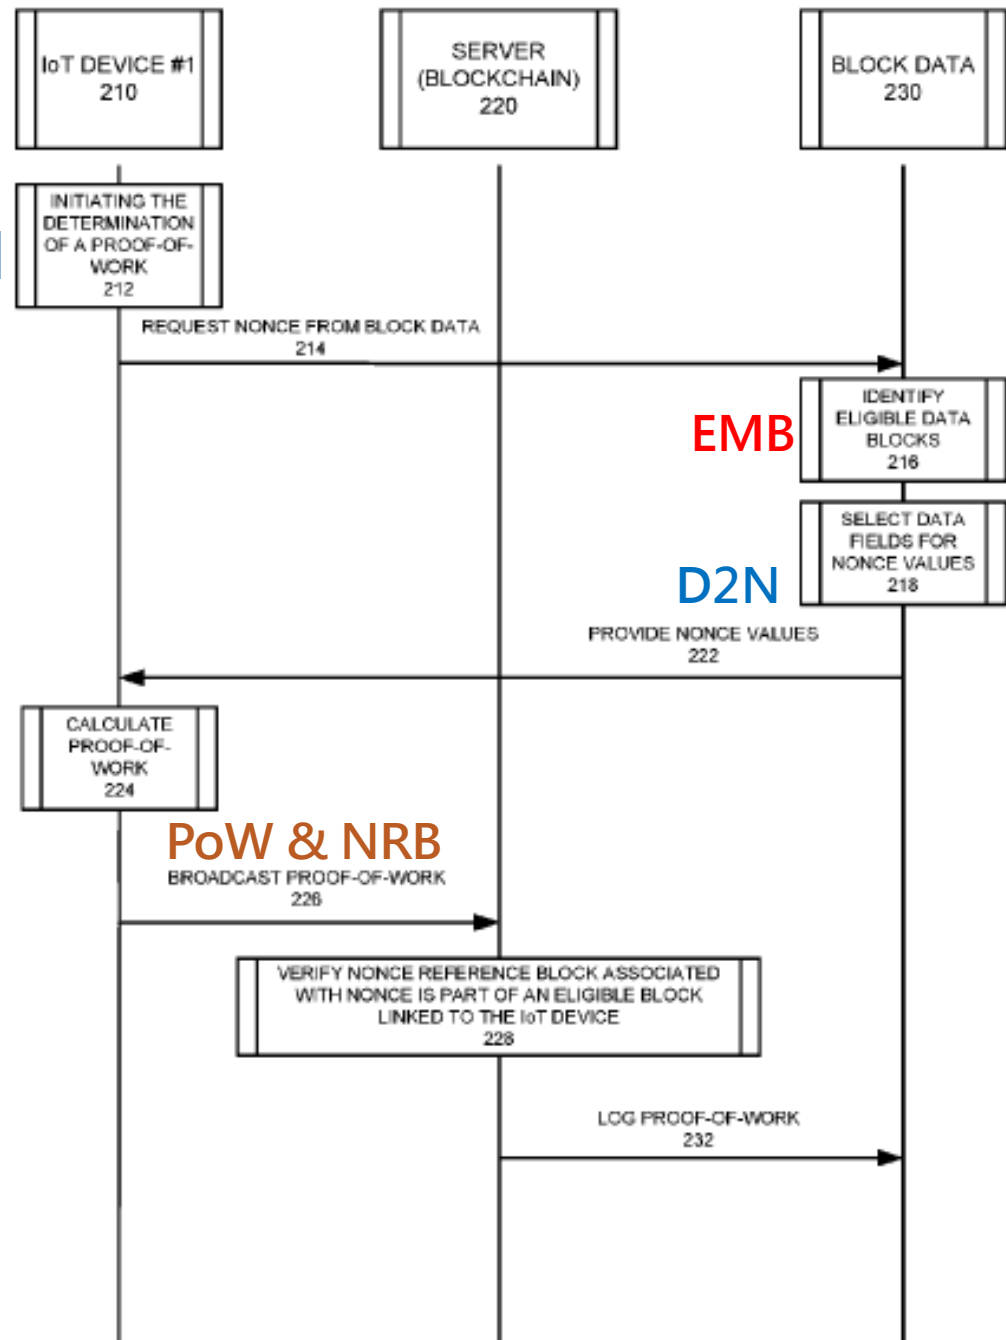 IoT DEVICE #1
210
SERVER
(BLOCKCHAIN)
220
BLOCK DATA
230
INITIATING THE
DETERMINATION
OF A PROOF-OF-
WORK
212
REQUEST NONCE FROM BLOCK DATA
214
EMB
IDENTIFY
ELIGIBLE DATA
BLOCKS
216
D2N
SELECT DATA
FIELDS FOR
NONCE VALUES
218
PROVIDE NONCE VALUES
222
CALCULATE
PROOF-OF-
WORK
224
PoW & NRB
BROADCAST PROOF-OF-WORK
226
VERIFY NONCE REFERENCE BLOCK ASSOCIATED
WITH NONCE IS PART OF AN ELIGIBLE BLOCK
LINKED TO THE IoT DEVICE
228
LOG PROOF-OF-WORK
232